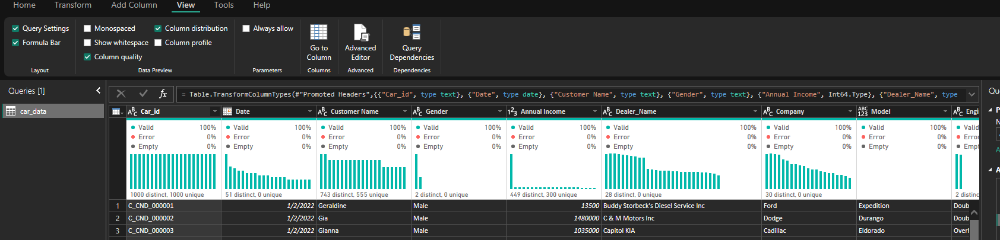 Home Transform Add Column View Tools Help
Query Settings
Formula Bar
Layout
Monospaced
Show whitespace
Column quality
Column distribution
Column profile
Data Preview
Always allow
Parameters
Go to
Column
Columns
Advanced
Editor
Advanced
Query
Dependencies
Dependencies
Queries [1]
car_data
fx
= Table.TransformColumnTypes(#"Promoted Headers",{{"Car_id", type text}, {"Date", type date}, {"Customer Name", type text}, {"Gender", type text}, {"Annual Income", Int64.Type}, {"Dealer_Name", type
ABC Car_id Date ABC Customer Name ABC Gender 123 Annual Income ABC Dealer_Name ABC Company ABC 123 Model ABC Engi
Valid 100% Valid 100% Valid 100% Valid 100% Valid 100% Valid 100% Valid 100% Valid
Error 0% Error 0% Error 0% Error 0% Error 0% Error 0% Error 0% Error
Empty 0% Empty 0% Empty 0% Empty 0% Empty 0% Empty 0% Empty 0% Empt
1000 distinct, 1000 unique 51 distinct, 0 unique 743 distinct, 555 unique 2 distinct, 0 unique 449 distinct, 300 unique 28 distinct, 0 unique 30 distinct, 0 unique 2 distinc
1 C_CND_000001 1/2/2022 Geraldine Male 13500 Buddy Storbeck's Diesel Service Inc Ford Expedition Doub
2 C_CND_000002 1/2/2022 Gia Male 1480000 C & M Motors Inc Dodge Durango Doub
3 C_CND_000003 1/2/2022 Gianna Male 1035000 Capitol KIA Cadillac Eldorado Overl
Qu
P
N
A
A